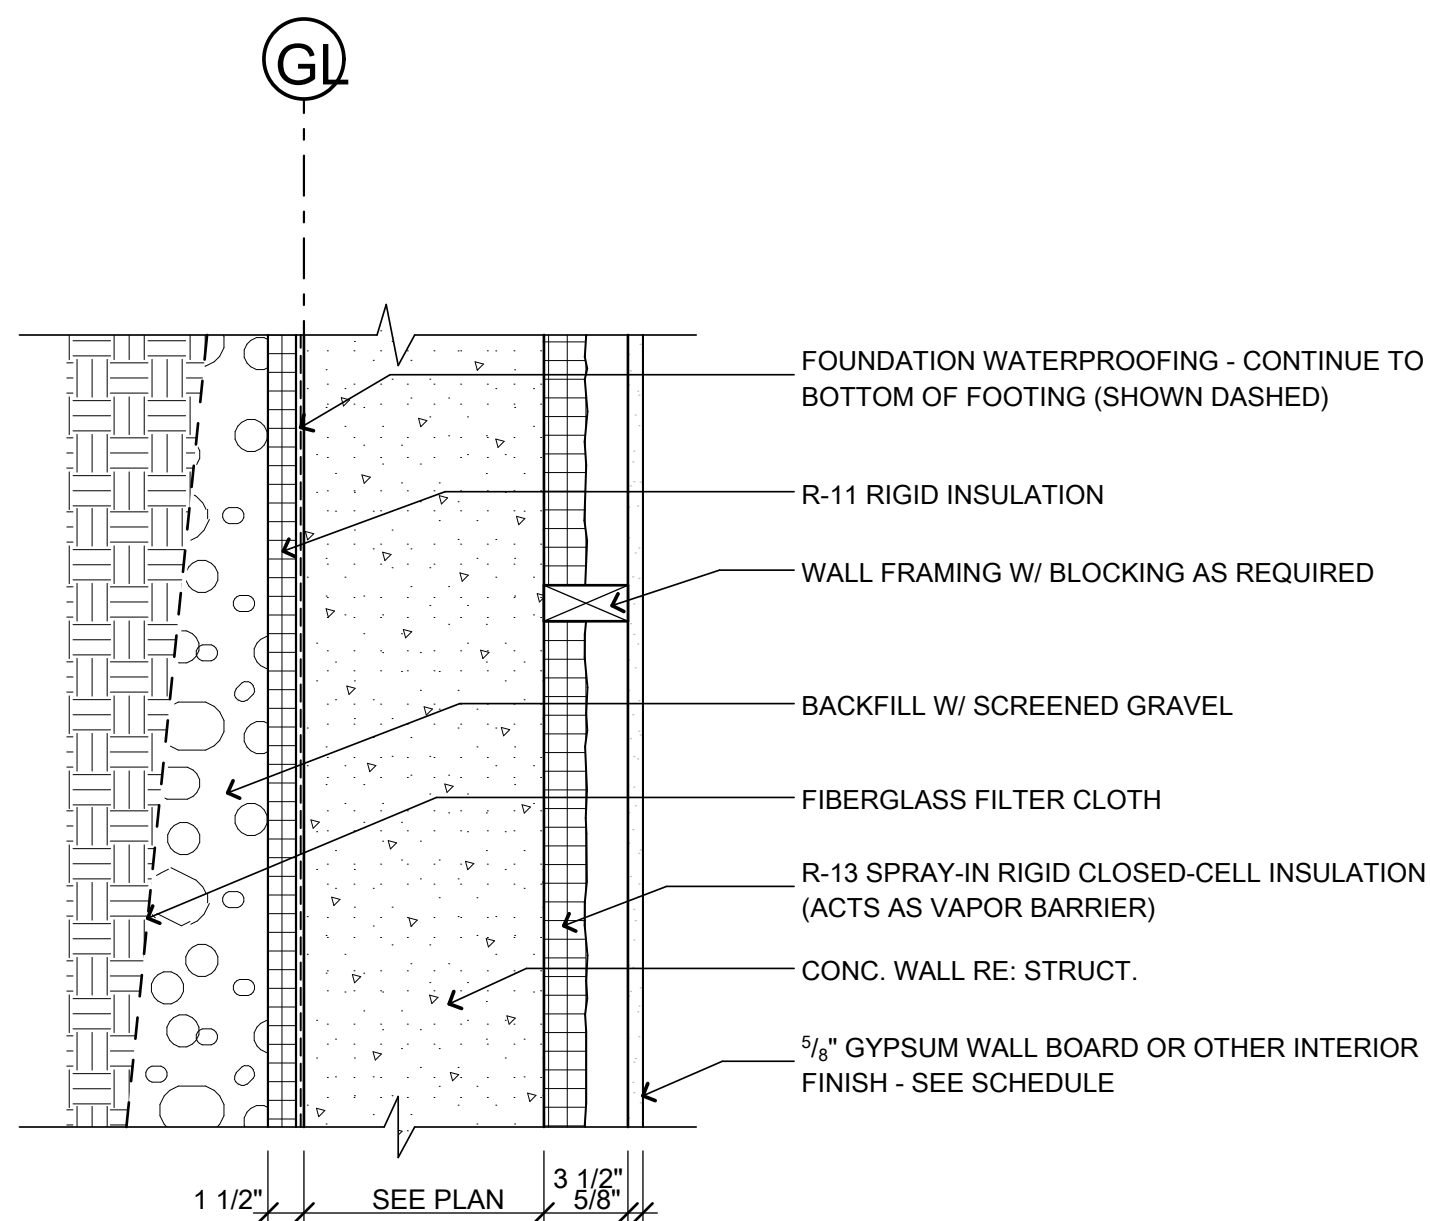 GL
FOUNDATION WATERPROOFING - CONTINUE TO
BOTTOM OF FOOTING (SHOWN DASHED)
R-11 RIGID INSULATION
WALL FRAMING W/ BLOCKING AS REQUIRED
BACKFILL W/ SCREENED GRAVEL
FIBERGLASS FILTER CLOTH
R-13 SPRAY-IN RIGID CLOSED-CELL INSULATION
(ACTS AS VAPOR BARRIER)
CONC. WALL RE: STRUCT.
5/8" GYPSUM WALL BOARD OR OTHER INTERIOR
FINISH - SEE SCHEDULE
1 1/2"
SEE PLAN
3 1/2"
5/8"